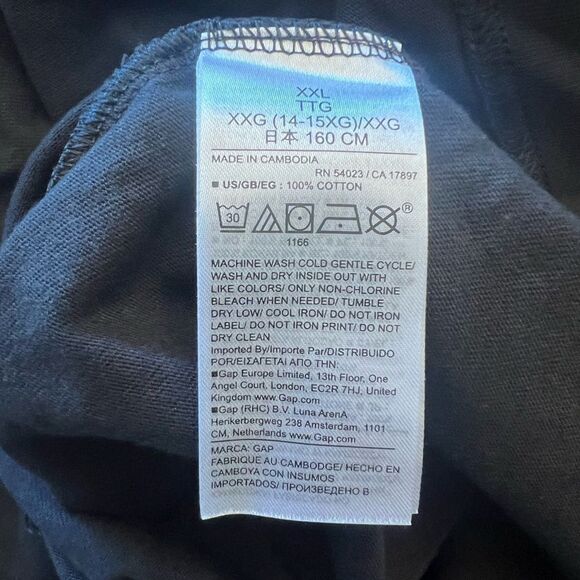 XXL
TTG
XXG (14-15XG)/XXG
日本 160 CM
MADE IN CAMBODIA
RN 54023 / CA 17897
■ US/GB/EG : 100% COTTON
30
®
1166
MACHINE WASH COLD GENTLE CYCLE/
WASH AND DRY INSIDE OUT WITH
LIKE COLORS/ ONLY NON-CHLORINE
BLEACH WHEN NEEDED/ TUMBLE
DRY LOW/ COOL IRON/ DO NOT IRON
LABEL/ DO NOT IRON PRINT/ DO NOT
DRY CLEAN
Imported By/Importe Par/DISTRIBUIDO
POR/ΕΙΣΑΓΕΤΑΙ ΑΠΟ ΤΗΝ:
■Gap Europe Limited, 13th Floor, One
Angel Court, London, EC2R 7HJ, United
Kingdom www.Gap.com
■Gap (RHC) B.V. Luna ArenA
Henkerbergweg 238 Amsterdam, 1101
CM, Netherlands www.Gap.com
MARCA: GAP
FABRIQUE AU CAMBODGE/ HECHO EN
CAMBOYA CON INSUMOS
IMPORTADOS/ ПРОИЗВЕДЕНО В